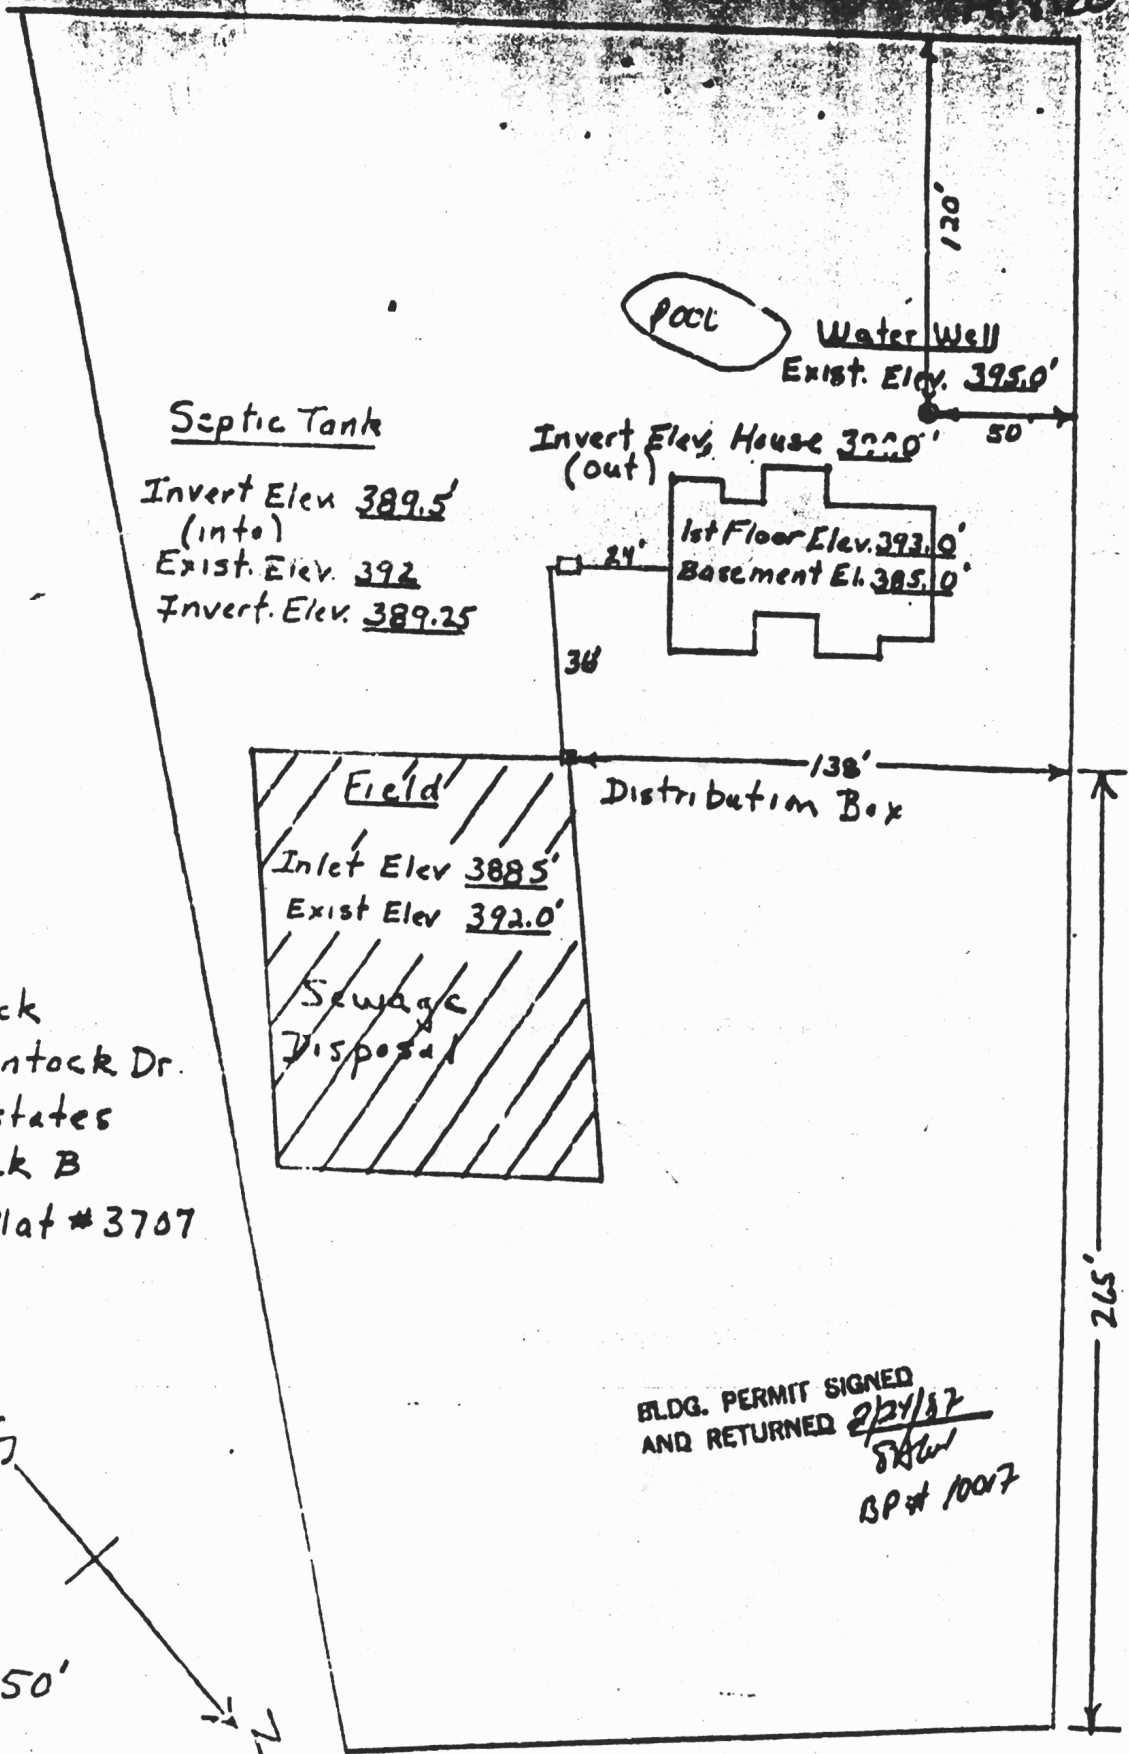 120'
POOL
Water Well
Exist. Elev. 395.0'
50'
Septic Tank
Invert Elev. 389.5'
(into)
Exist. Elev. 392
Invert. Elev. 389.25
Invert Elev, House
(out)
1st Floor Elev. 393.0'
Basement El. 385.0'
24'
138'
Distribution Box
Field
Inlet Elev 388.5'
Exist Elev 392.0'
Sewage
Disposal
ck
ntock Dr.
states
k B
lat #3707
265'
BLDG. PERMIT SIGNED
AND RETURNED 2/24/87
BP# 10017
S
50'
N